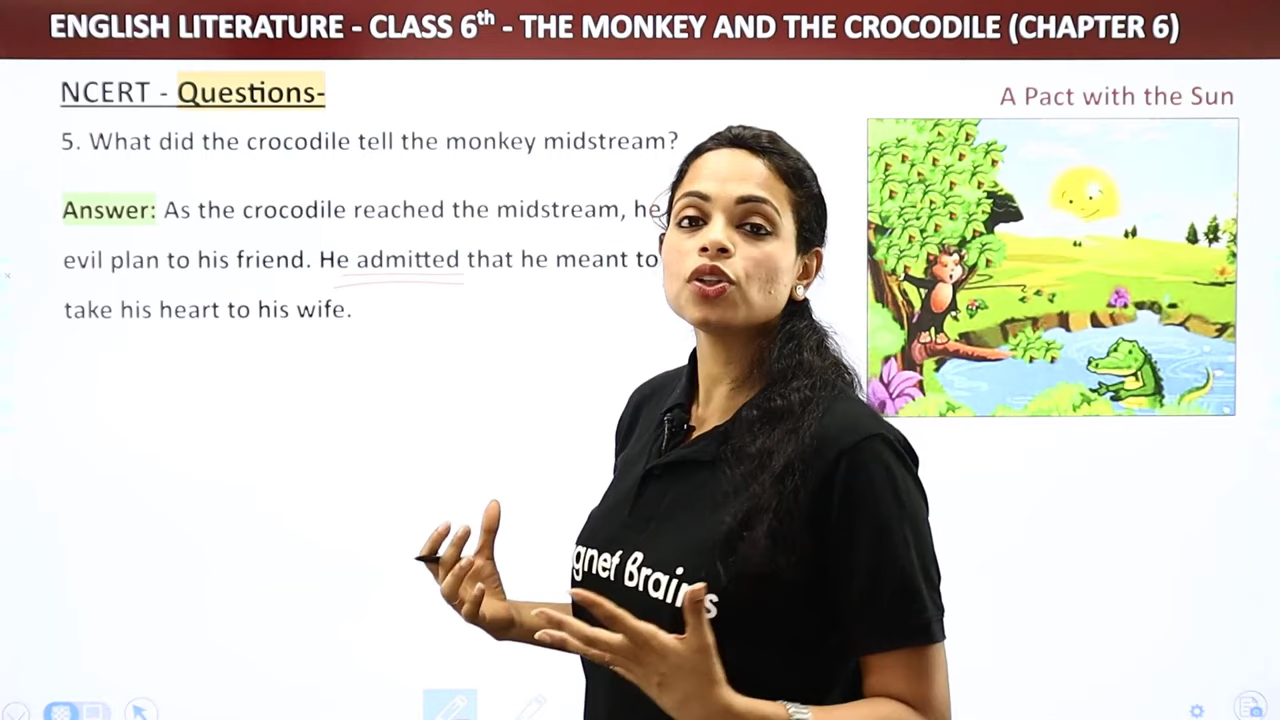 ENGLISH LITERATURE - CLASS 6th - THE MONKEY AND THE CROCODILE (CHAPTER 6)
NCERT - Questions-
A Pact with the Sun
5. What did the crocodile tell the monkey midstream?
Answer: As the crocodile reached the midstream, he
evil plan to his friend. He admitted that he meant to
take his heart to his wife.
Brains